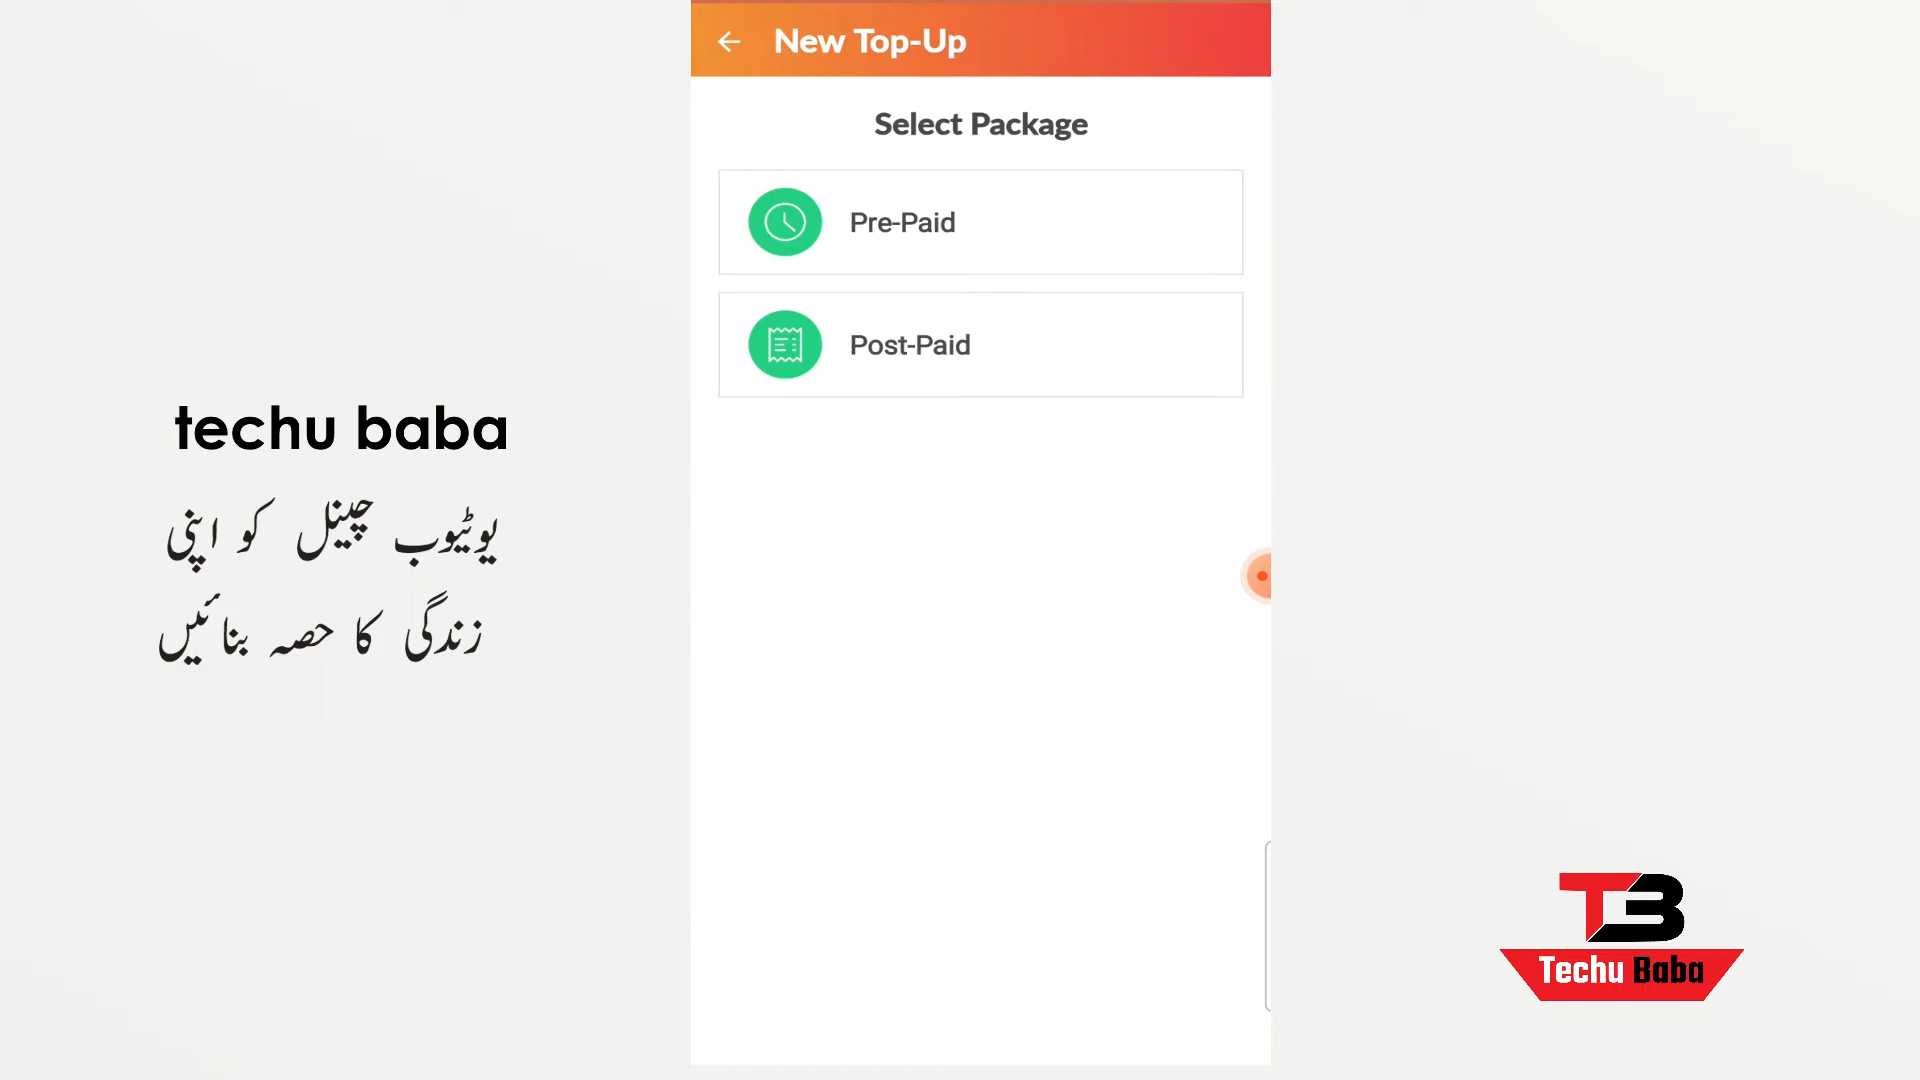 New Top-Up
Select Package
Pre-Paid
Post-Paid
techu baba
یوٹیوب چینل کو اپنی
زندگی کا حصہ بنائیں
TB
Techu Baba